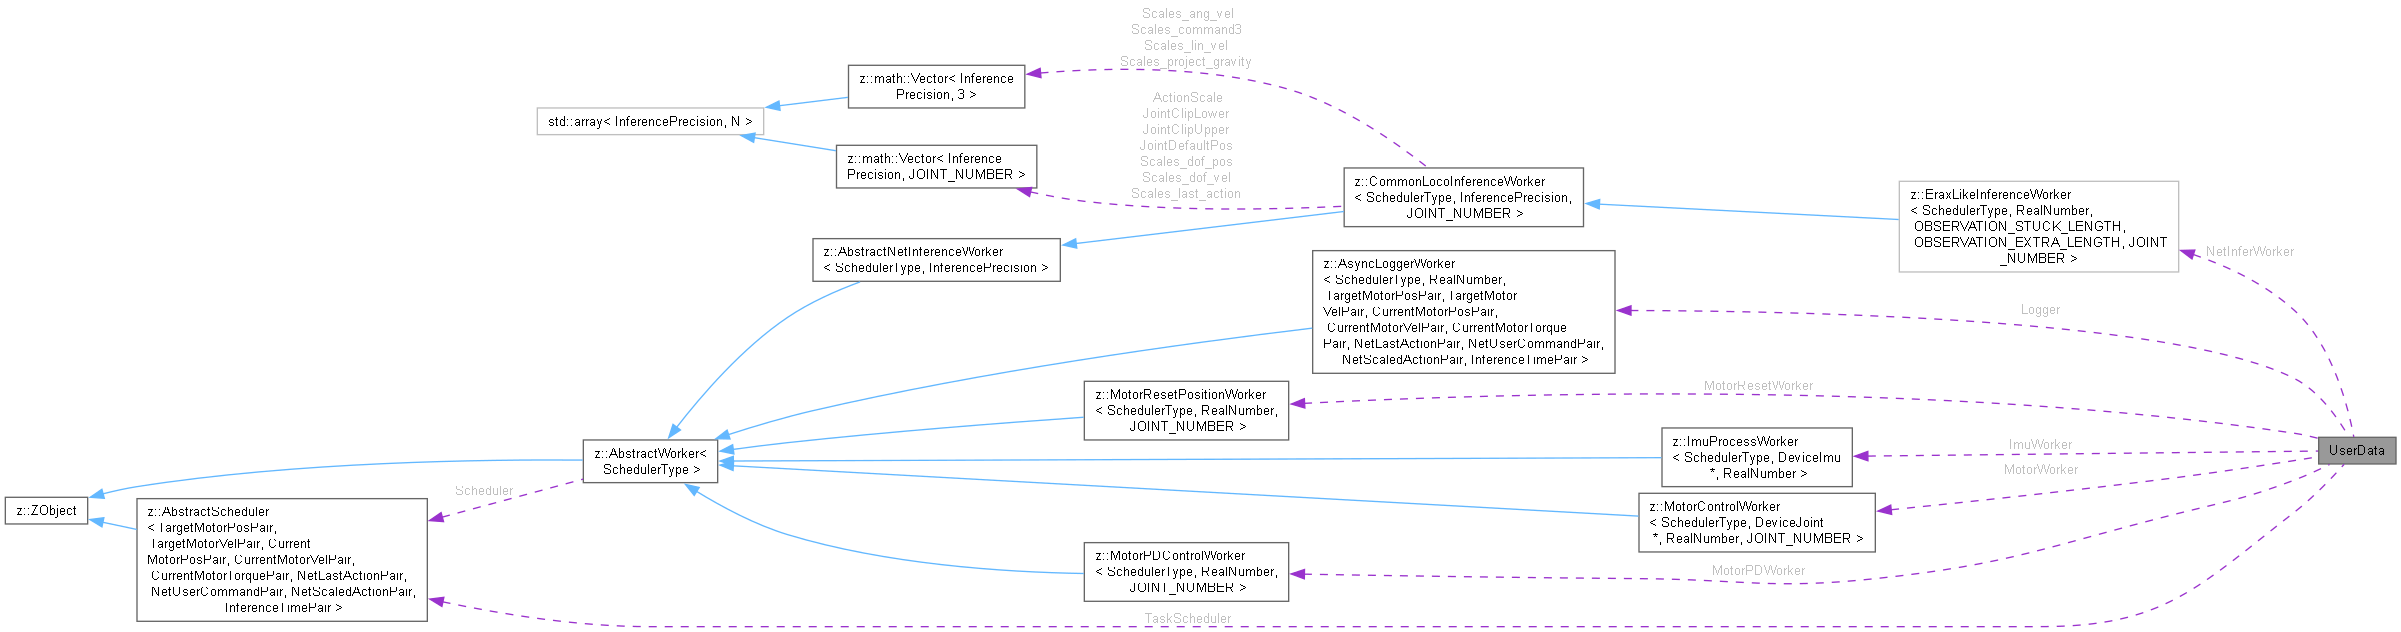 Scales_ang_vel
Scales_command3
Scales_lin_vel
Scales_project_gravity
z::math::Vector< Inference
Precision, 3 >
std::array< InferencePrecision, N >
ActionScale
JointClipLower
JointClipUpper
JointDefaultPos
Scales_dof_pos
Scales_dof_vel
Scales_last_action
z::math::Vector< Inference
Precision, JOINT_NUMBER >
z::CommonLocoInferenceWorker
< SchedulerType, InferencePrecision,
JOINT_NUMBER >
z::EraxLikeInferenceWorker
< SchedulerType, RealNumber,
OBSERVATION_STUCK_LENGTH,
OBSERVATION_EXTRA_LENGTH, JOINT
_NUMBER >
NetInferWorker
z::AbstractNetInferenceWorker
< SchedulerType, InferencePrecision >
z::AsyncLoggerWorker
< SchedulerType, RealNumber,
TargetMotorPosPair, TargetMotor
VelPair, CurrentMotorPosPair,
CurrentMotorVelPair, CurrentMotorTorque
Pair, NetLastActionPair, NetUserCommandPair,
NetScaledActionPair, InferenceTimePair >
Logger
z::MotorResetPositionWorker
< SchedulerType, RealNumber,
JOINT_NUMBER >
MotorResetWorker
z::AbstractWorker<
SchedulerType >
z::ImuProcessWorker
< SchedulerType, DeviceImu
*, RealNumber >
ImuWorker
UserData
MotorWorker
z::ZObject
Scheduler
z::AbstractScheduler
< TargetMotorPosPair,
TargetMotorVelPair, Current
MotorPosPair, CurrentMotorVelPair,
CurrentMotorTorquePair, NetLastActionPair,
NetUserCommandPair, NetScaledActionPair,
InferenceTimePair >
z::MotorControlWorker
< SchedulerType, DeviceJoint
*, RealNumber, JOINT_NUMBER >
z::MotorPDControlWorker
< SchedulerType, RealNumber,
JOINT_NUMBER >
MotorPDWorker
TaskScheduler